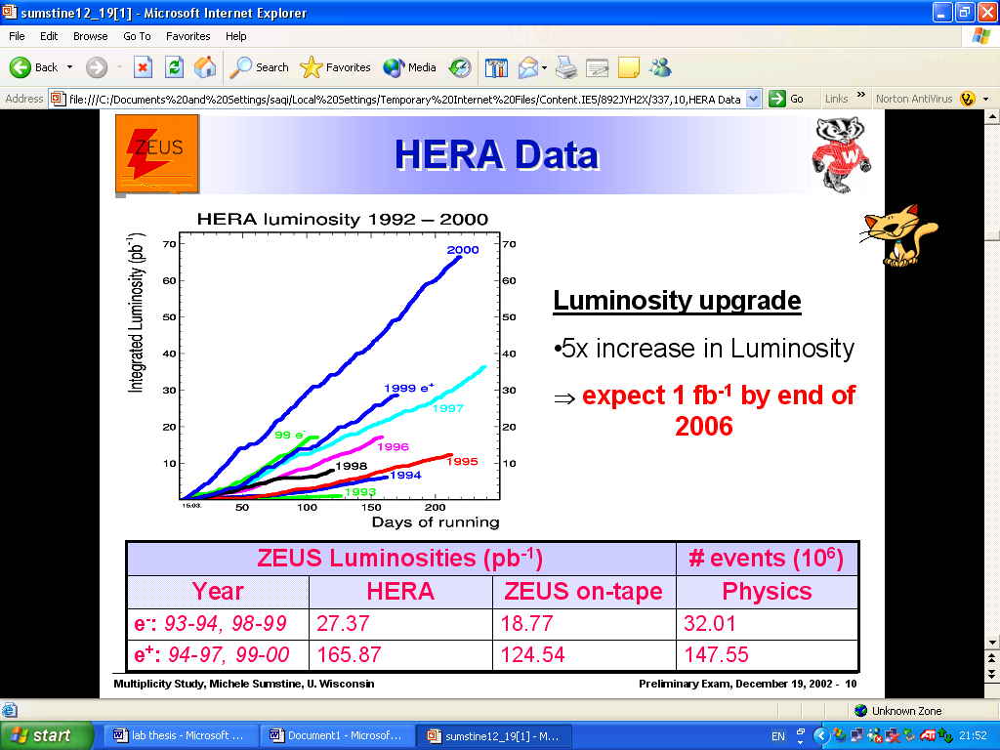 sumstine12_19[1] - Microsoft Internet Explorer
File Edit Browse Go To Favorites Help
Back Search Favorites Media
Address file:///C:/Documents%20and%20Settings/saqi/Local%20Settings/Temporary%20Internet%20Files/Content.IE5/892JYH2X/337,10,HERA Data Go Links » Norton AntiVirus
ZEUS
HERA Data
W
HERA luminosity 1992 – 2000
Integrated Luminosity (pb⁻¹)
70 70
2000
60 60
50 50
40 40
1999 e⁺
30 30
1997
20 20
99 e⁻
1996
1998
1995
10 10
1994
1993
15.03. 50 100 150 200
Days of running
Luminosity upgrade
•5x increase in Luminosity
⇒ expect 1 fb⁻¹ by end of
2006
ZEUS Luminosities (pb⁻¹) # events (10⁶)
Year HERA ZEUS on-tape Physics
e⁻: 93-94, 98-99 27.37 18.77 32.01
e⁺: 94-97, 99-00 165.87 124.54 147.55
Multiplicity Study, Michele Sumstine, U. Wisconsin Preliminary Exam, December 19, 2002 - 10
Unknown Zone
start lab thesis - Microsoft ... Document1 - Microsof... sumstine12_19[1] - M... EN 21:52